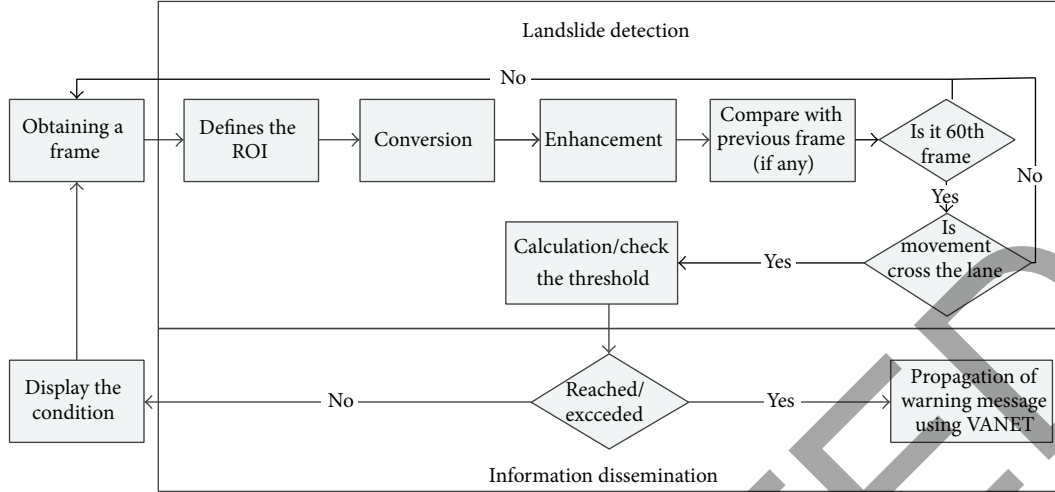 Landslide detection
No
Obtaining a
frame
Defines the
ROI
Conversion
Enhancement
Compare with
previous frame
(if any)
Is it 60th
frame
No
Yes
Is
movement
cross the lane
Yes
Calculation/check
the threshold
Display the
condition
No
Reached/
excceded
Yes
Propagation of
warning message
using VANET
Information dissemination